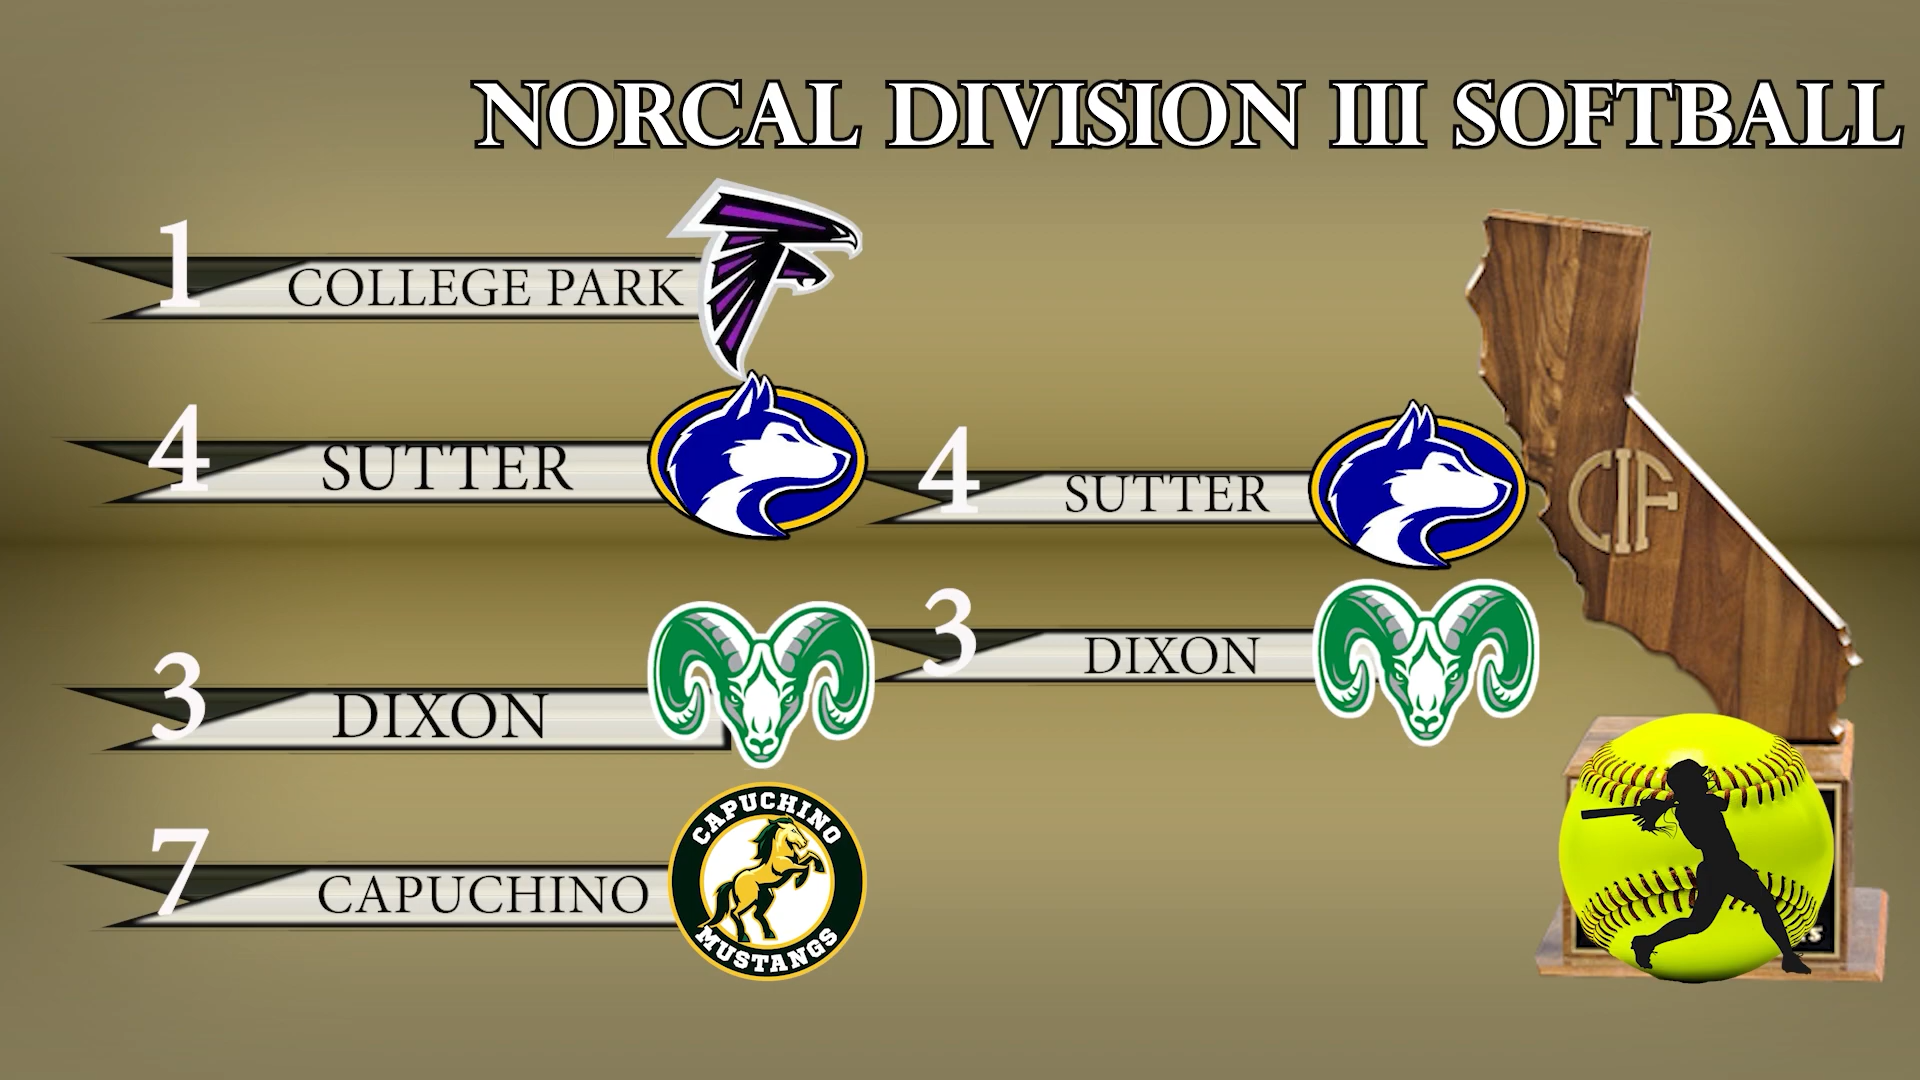 NORCAL DIVISION III SOFTBALL
1 COLLEGE PARK
4 SUTTER
4 SUTTER
3 DIXON
3 DIXON
7 CAPUCHINO
CAPUCHINO
MUSTANGS
CIF